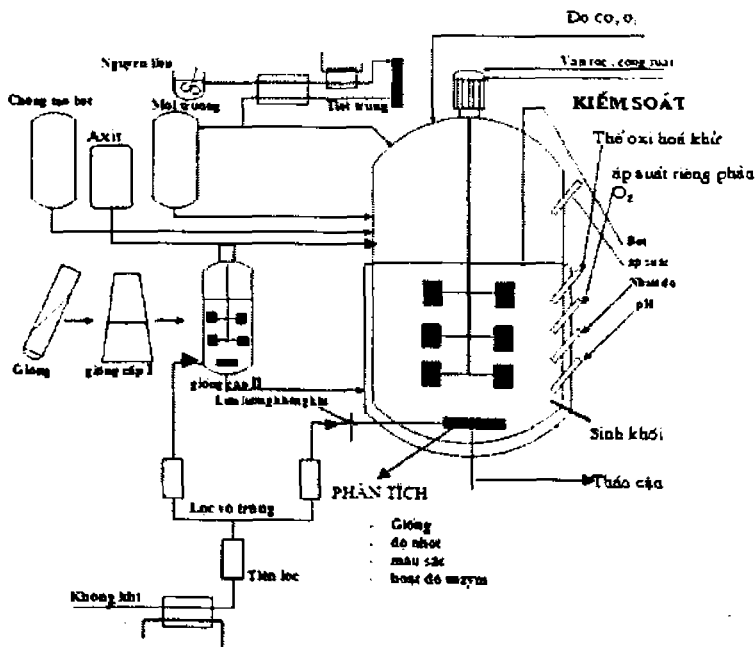 Đo CO₂ O₂
Nguyên liệu
Vận tốc, công suất
Chống tạo bọt
Môi trường
Tiệt trùng
KIỂM SOÁT
Axit
Thế oxi hoá khử
áp suất riêng phần
O₂
Bọt
áp suất
Nhiệt độ
pH
Giống
giống cấp I
giống cấp II
Lưu lượng không khí
Sinh khối
PHÂN TÍCH
Tháo cặn
Lọc vô trùng
. Giống
. độ nhớt
. màu sắc
. hoạt độ enzym
Tiền lọc
Không khí